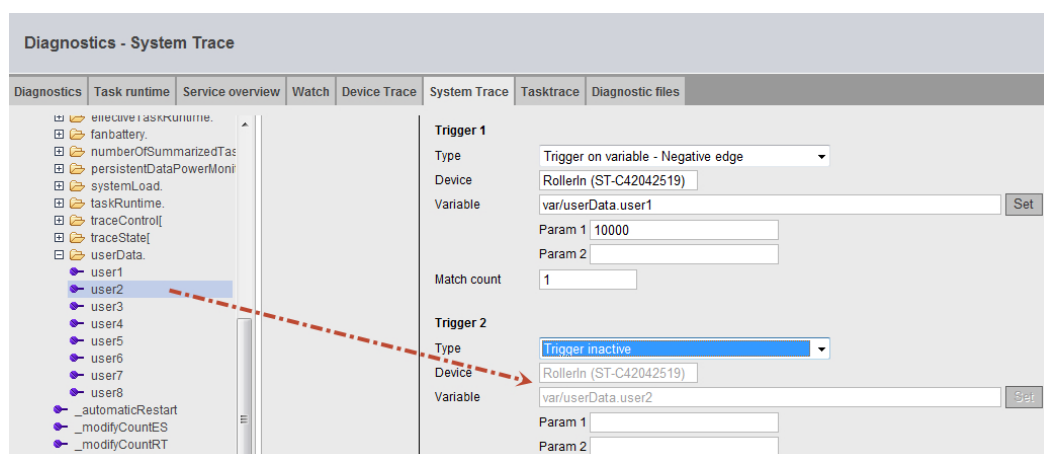 Diagnostics - System Trace
Diagnostics Task runtime Service overview Watch Device Trace System Trace Tasktrace Diagnostic files
effectiveTaskRuntime.
fanbattery.
numberOfSummarizedTas
persistentDataPowerMoni
systemLoad.
taskRuntime.
traceControl[
traceState[
userData.
user1
user2
user3
user4
user5
user6
user7
user8
_automaticRestart
_modifyCountES
_modifyCountRT
Trigger 1
Type Trigger on variable - Negative edge
Device RollerIn (ST-C42042519)
Variable var/userData.user1 Set
Param 1 10000
Param 2
Match count 1
Trigger 2
Type Trigger inactive
Device RollerIn (ST-C42042519)
Variable var/userData.user2 Set
Param 1
Param 2